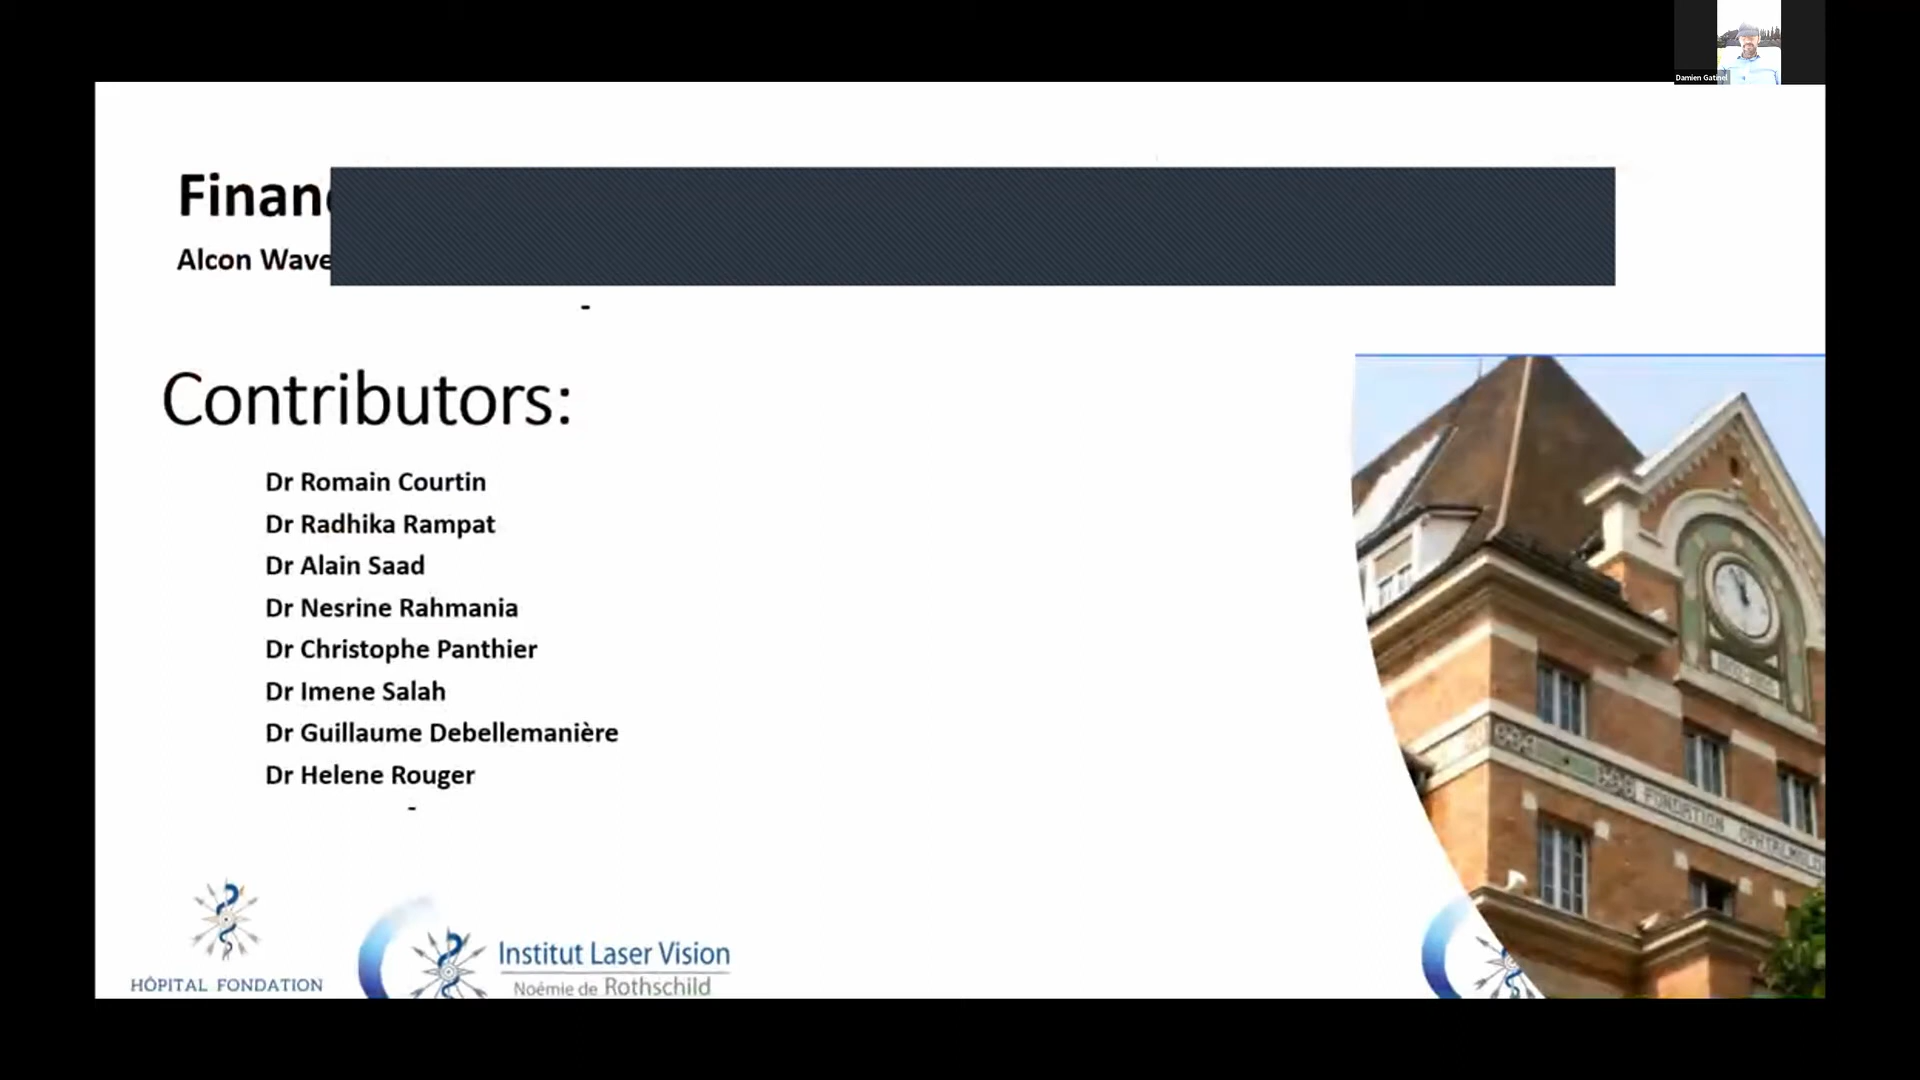 Damien Gatinel
Finan
Alcon Wave
-
Contributors:
Dr Romain Courtin
Dr Radhika Rampat
Dr Alain Saad
Dr Nesrine Rahmania
Dr Christophe Panthier
Dr Imene Salah
Dr Guillaume Debellemanière
Dr Helene Rouger
-
FONDATION OPHTALMOLO
HÔPITAL FONDATION
Institut Laser Vision
Noémie de Rothschild